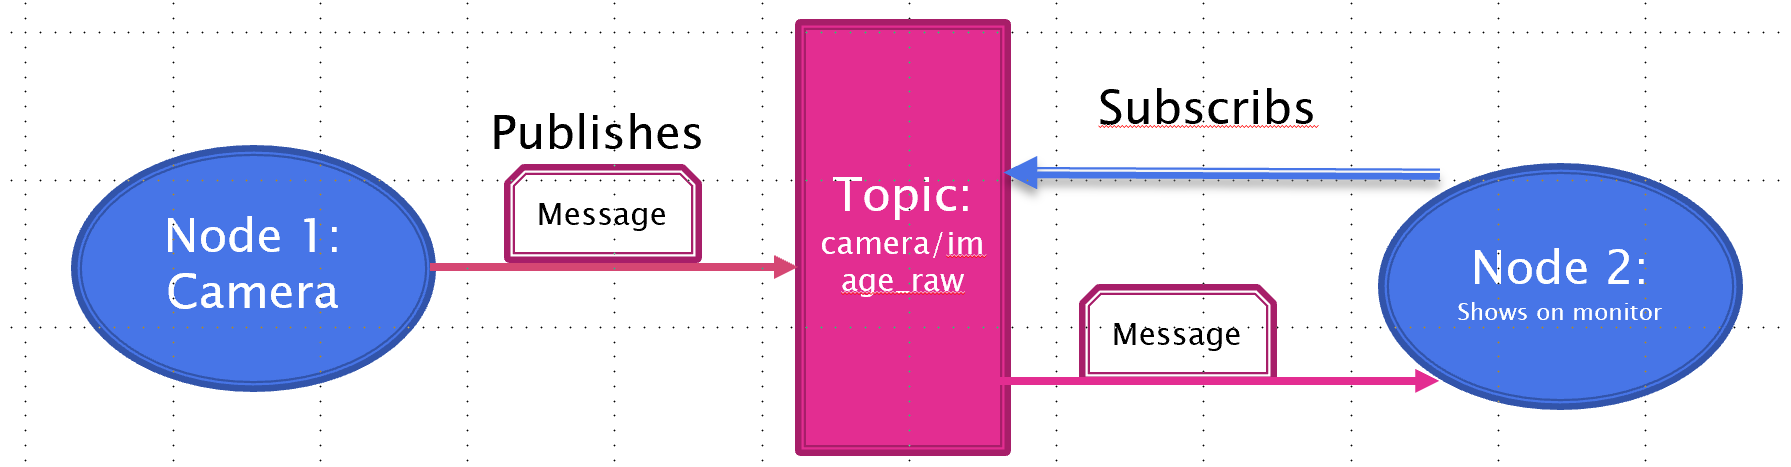 Node 1:
Camera
Publishes
Message
Topic:
camera/im
age_raw
Subscribs
Message
Node 2:
Shows on monitor